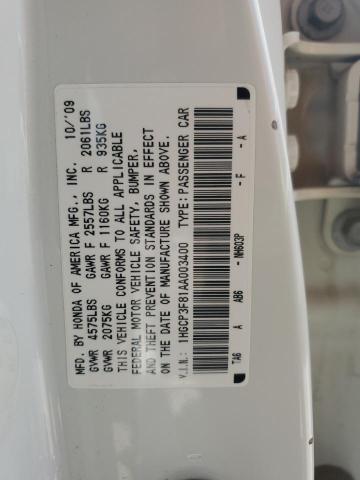 MFD. BY HONDA OF AMERICA MFG., INC. 10/'09
GVWR 4575LBS GAWR F 2557LBS R 2061LBS
GVWR 2075KG GAWR F 1160KG R 935KG
THIS VEHICLE CONFORMS TO ALL APPLICABLE
FEDERAL MOTOR VEHICLE SAFETY, BUMPER,
AND THEFT PREVENTION STANDARDS IN EFFECT
ON THE DATE OF MANUFACTURE SHOWN ABOVE.
V.I.N.: 1HGCP3F81AA003400 TYPE: PASSENGER CAR
TA6 A AB6 - NH603P - F - A